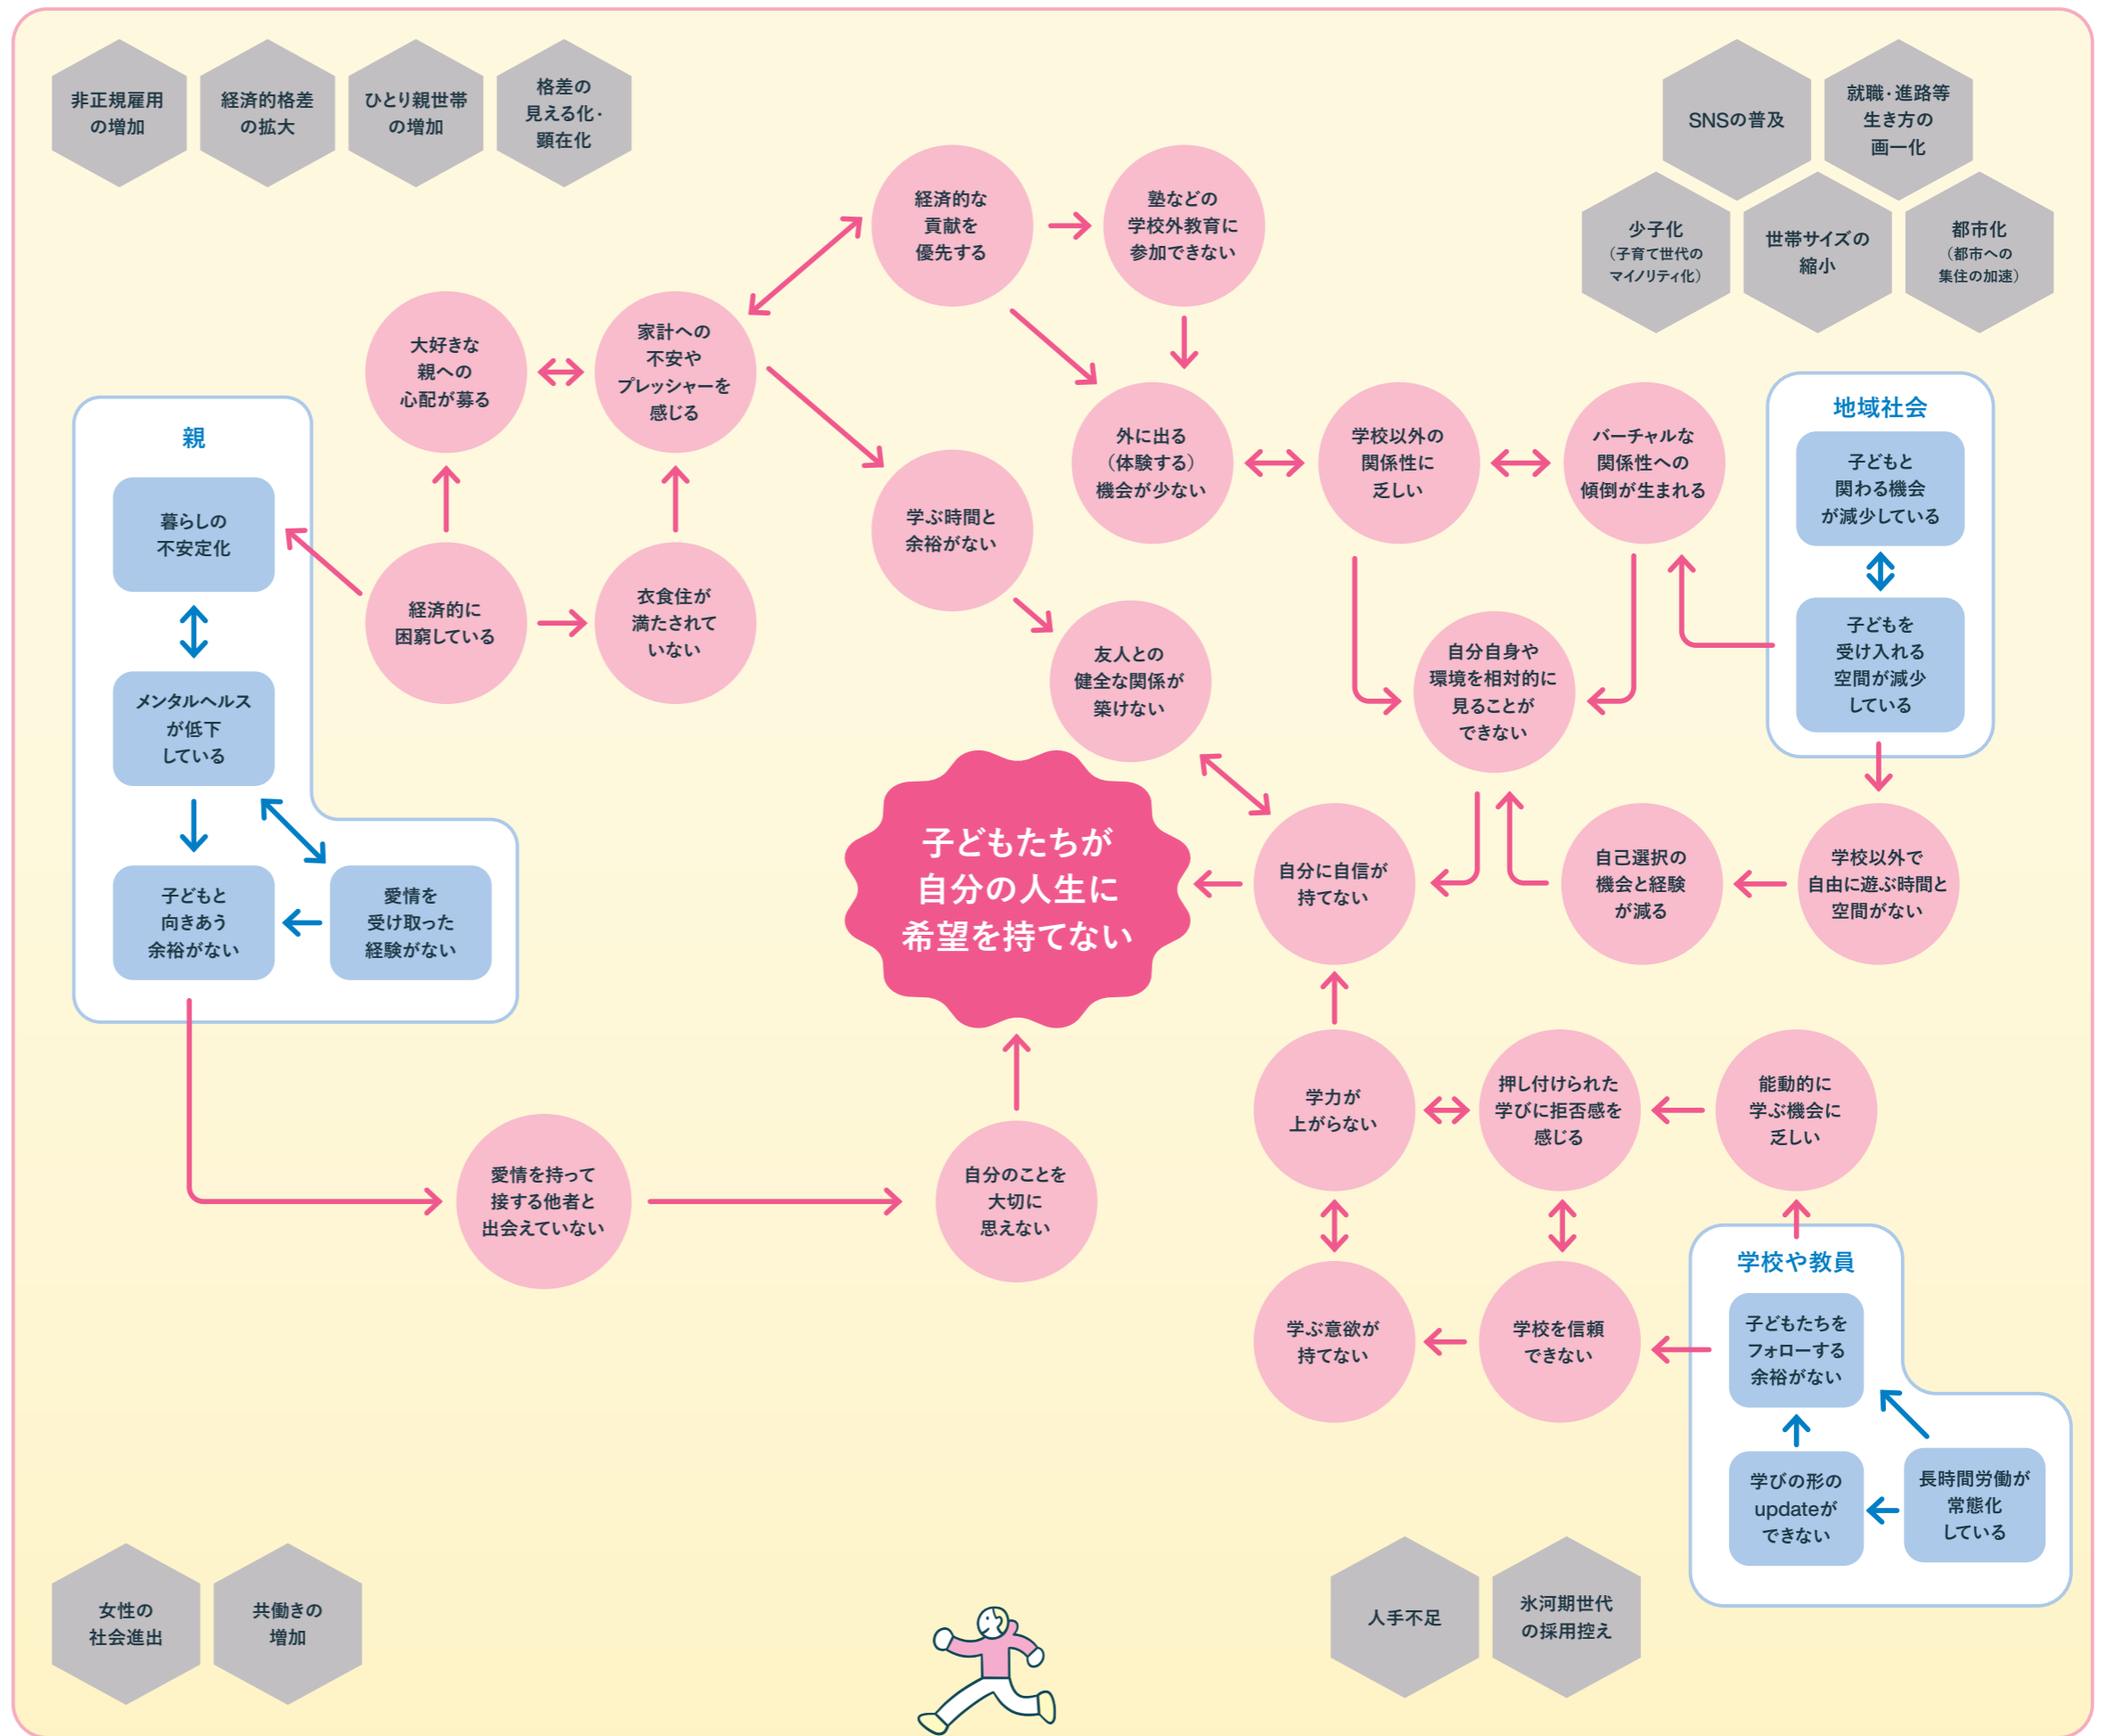 非正規雇用
の増加
経済的格差
の拡大
ひとり親世帯
の増加
格差の
見える化・
顕在化
SNSの普及
就職・進路等
生き方の
画一化
少子化
（子育て世代の
マイノリティ化）
世帯サイズの
縮小
都市化
（都市への
集住の加速）
経済的な
貢献を
優先する
塾などの
学校外教育に
参加できない
大好きな
親への
心配が募る
家計への
不安や
プレッシャーを
感じる
外に出る
（体験する）
機会が少ない
学校以外の
関係性に
乏しい
バーチャルな
関係性への
傾倒が生まれる
地域社会
子どもと
関わる機会
が減少している
子どもを
受け入れる
空間が減少
している
親
暮らしの
不安定化
メンタルヘルス
が低下
している
子どもと
向きあう
余裕がない
愛情を
受け取った
経験がない
経済的に
困窮している
衣食住が
満たされて
いない
学ぶ時間と
余裕がない
友人との
健全な関係が
築けない
自分自身や
環境を相対的に
見ることが
できない
子どもたちが
自分の人生に
希望を持てない
自分に自信が
持てない
自己選択の
機会と経験
が減る
学校以外で
自由に遊ぶ時間と
空間がない
学力が
上がらない
押し付けられた
学びに拒否感を
感じる
能動的に
学ぶ機会に
乏しい
愛情を持って
接する他者と
出会えていない
自分のことを
大切に
思えない
学ぶ意欲が
持てない
学校を信頼
できない
学校や教員
子どもたちを
フォローする
余裕がない
学びの形の
updateが
できない
長時間労働が
常態化
している
女性の
社会進出
共働きの
増加
人手不足
氷河期世代
の採用控え